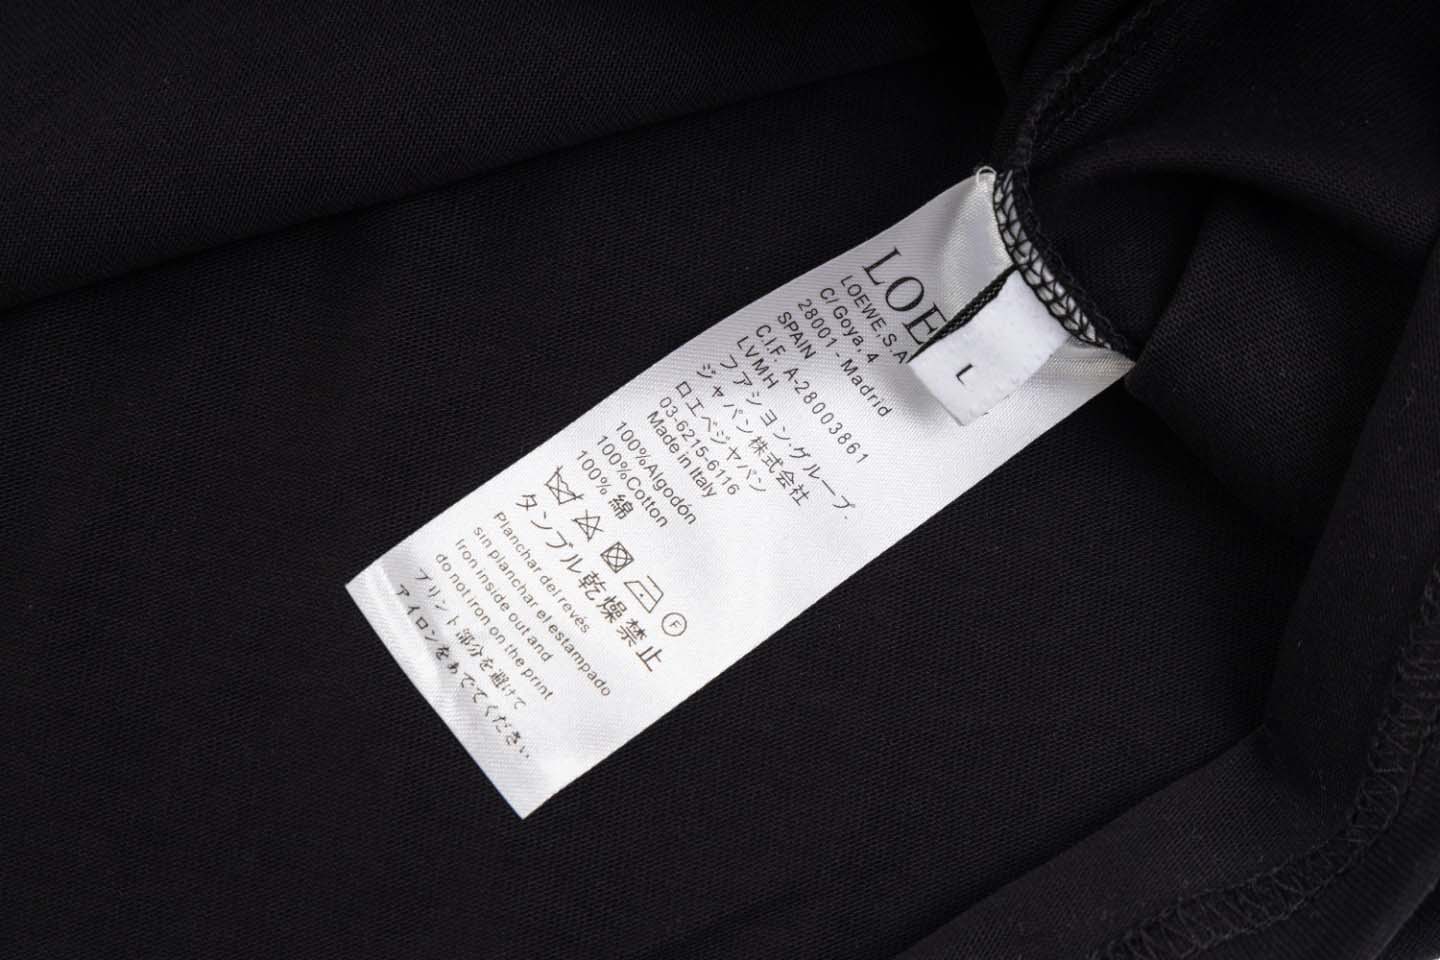 LOE
LOEWE,S.A
C/ Goya, 4
28001 - Madrid
SPAIN
C.I.F. A-28003861
LVMH
ファション.グループ.
ジャパン株式会社
ロエベジャパン
03-6215-6116
Made in Italy
100%Algodón
100%Cotton
100% 綿
F
タンブル乾燥禁止
Planchar del revés
sin planchar el estampado
Iron inside out and
do not iron on the print
プリント部分を避けて
アイロンをあててください
L